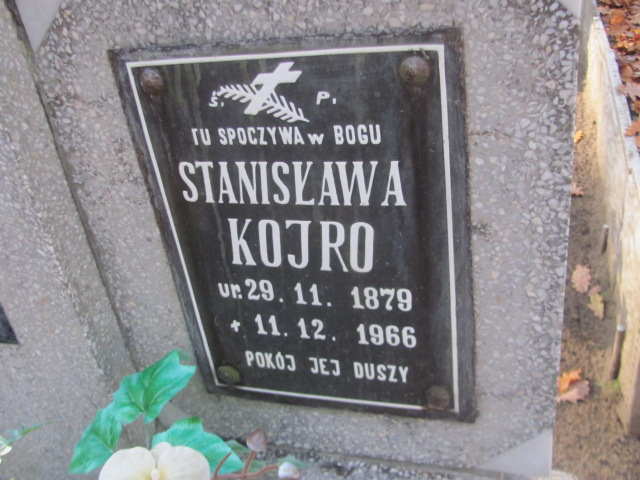 Ś. P.
TU SPOCZYWA w BOGU
STANISŁAWA
KOJRO
ur. 29. 11. 1879
+ 11. 12. 1966
POKÓJ JEJ DUSZY